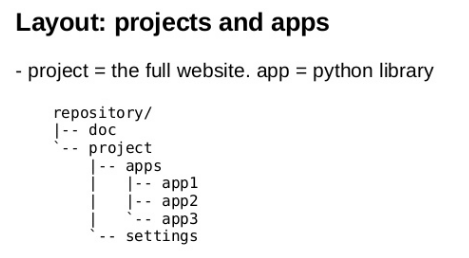 Layout: projects and apps
- project = the full website. app = python library
repository/
|-- doc
`-- project
    |-- apps
    |   |-- app1
    |   |-- app2
    |   `-- app3
    `-- settings